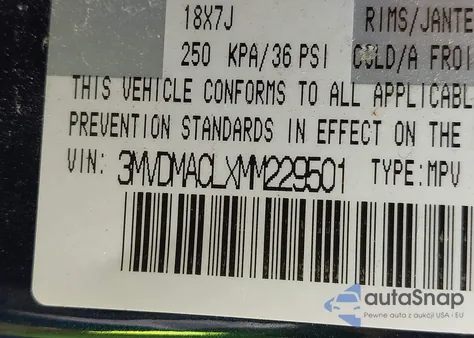 18X7J RIMS/JANTE
250 KPA/36 PSI COLD/A FROI
THIS VEHICLE CONFORMS TO ALL APPLICABL
PREVENTION STANDARDS IN EFFECT ON THE
VIN: 3MVDMACLXMM229501 TYPE:MPV
autoSnap
Pewne auta z aukcji USA i EU